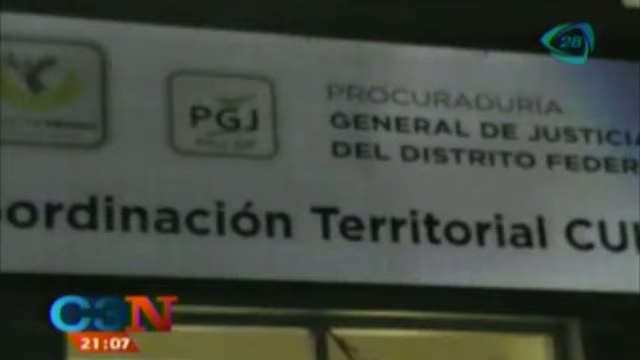 28
PROCURADURÍA
PGJ
GENERAL DE JUSTICIA
DEL DISTRITO FEDER
ordinación Territorial CU
C3N
21:07